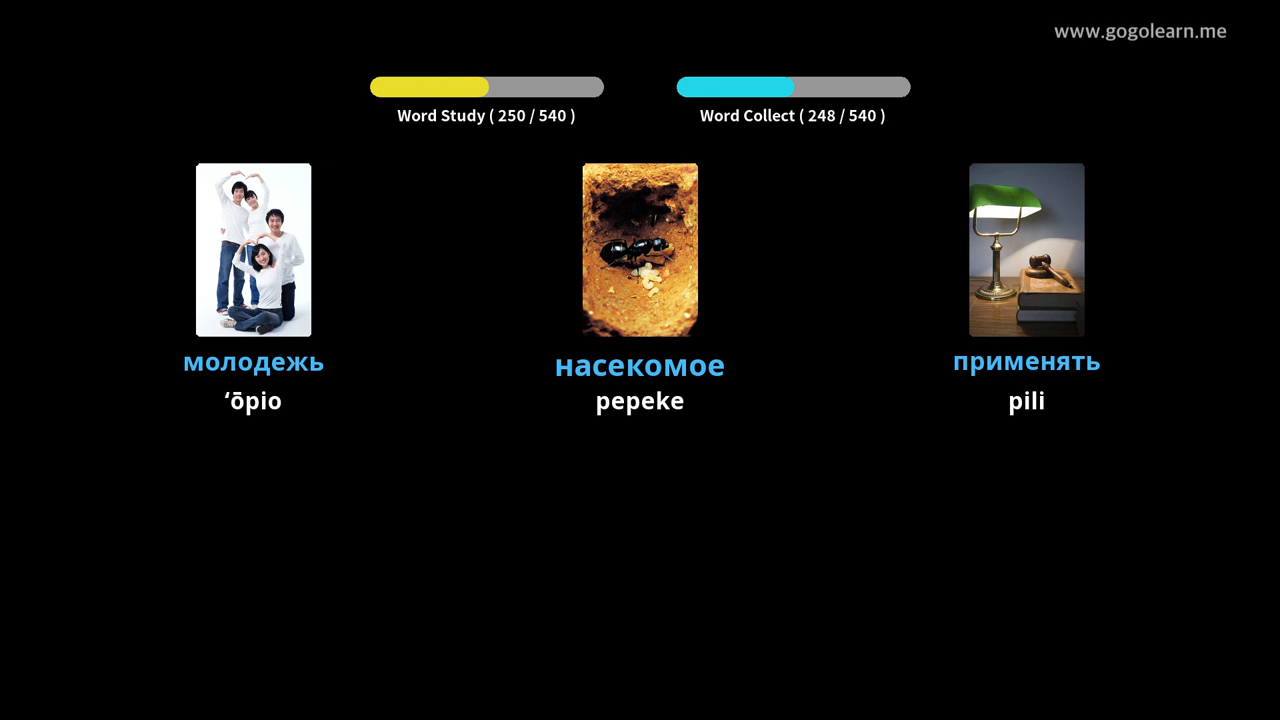 www.gogolearn.me
Word Study ( 250 / 540 )
Word Collect ( 248 / 540 )
молодежь
насекомое
применять
ʻōpio
pepeke
pili